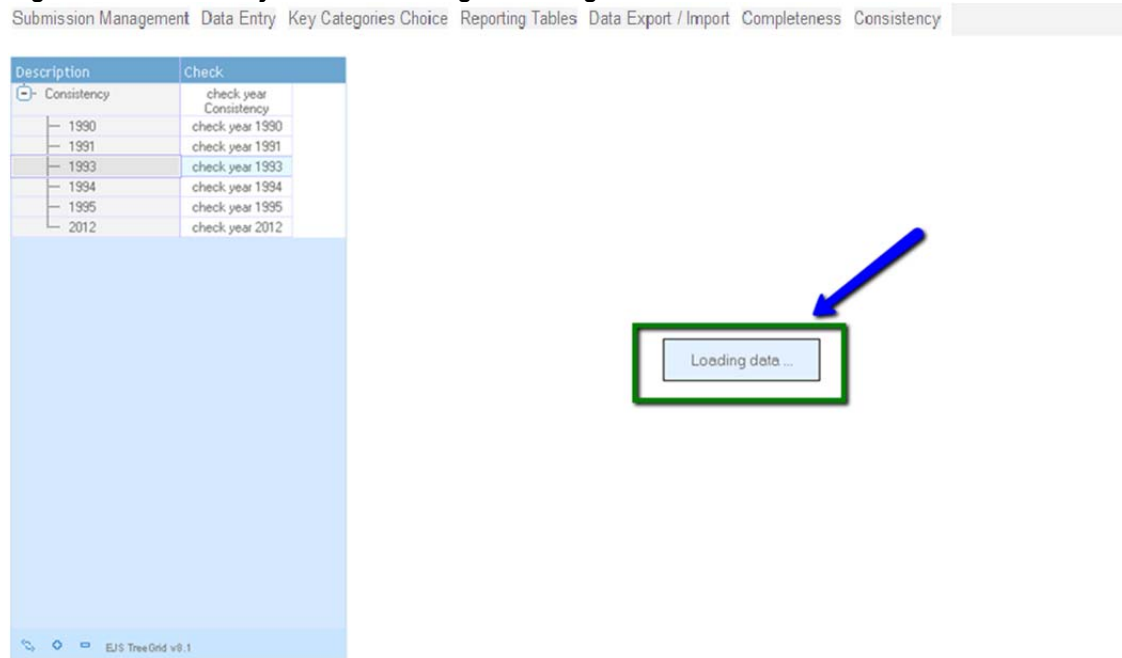 Submission Management Data Entry Key Categories Choice Reporting Tables Data Export / Import Completeness Consistency
Description Check
Consistency check year
Consistency
1990 check year 1990
1991 check year 1991
1993 check year 1993
1994 check year 1994
1995 check year 1995
2012 check year 2012
Loading data ...
EJS TreeGrid v8.1